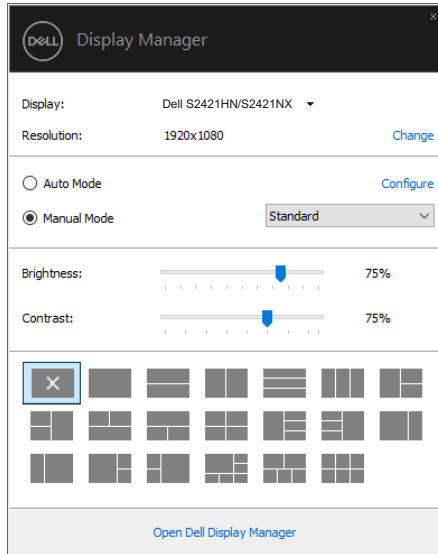 x
DELL Display Manager
Display: Dell S2421HN/S2421NX
Resolution: 1920x1080 Change
Auto Mode Configure
Manual Mode Standard
Brightness: 75%
Contrast: 75%
Open Dell Display Manager